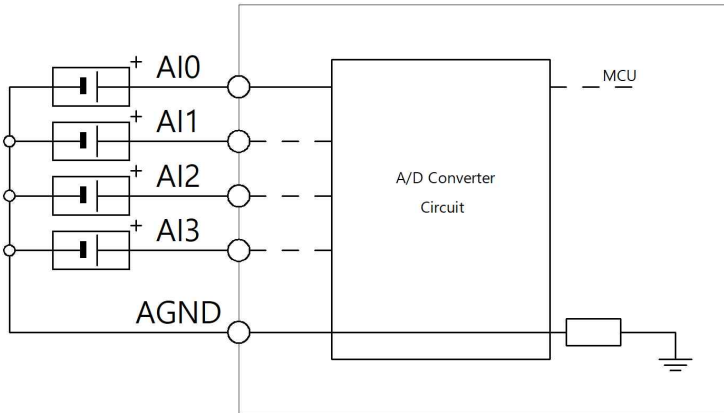 + AI0
MCU
+ AI1
+ AI2
A/D Converter
Circuit
+ AI3
AGND